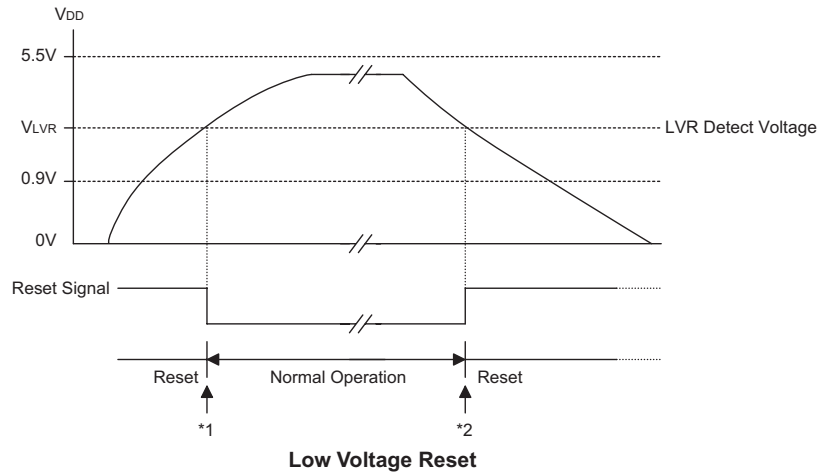 VDD
5.5V
VLVR
LVR Detect Voltage
0.9V
0V
Reset Signal
Reset
Normal Operation
Reset
*1
*2
Low Voltage Reset